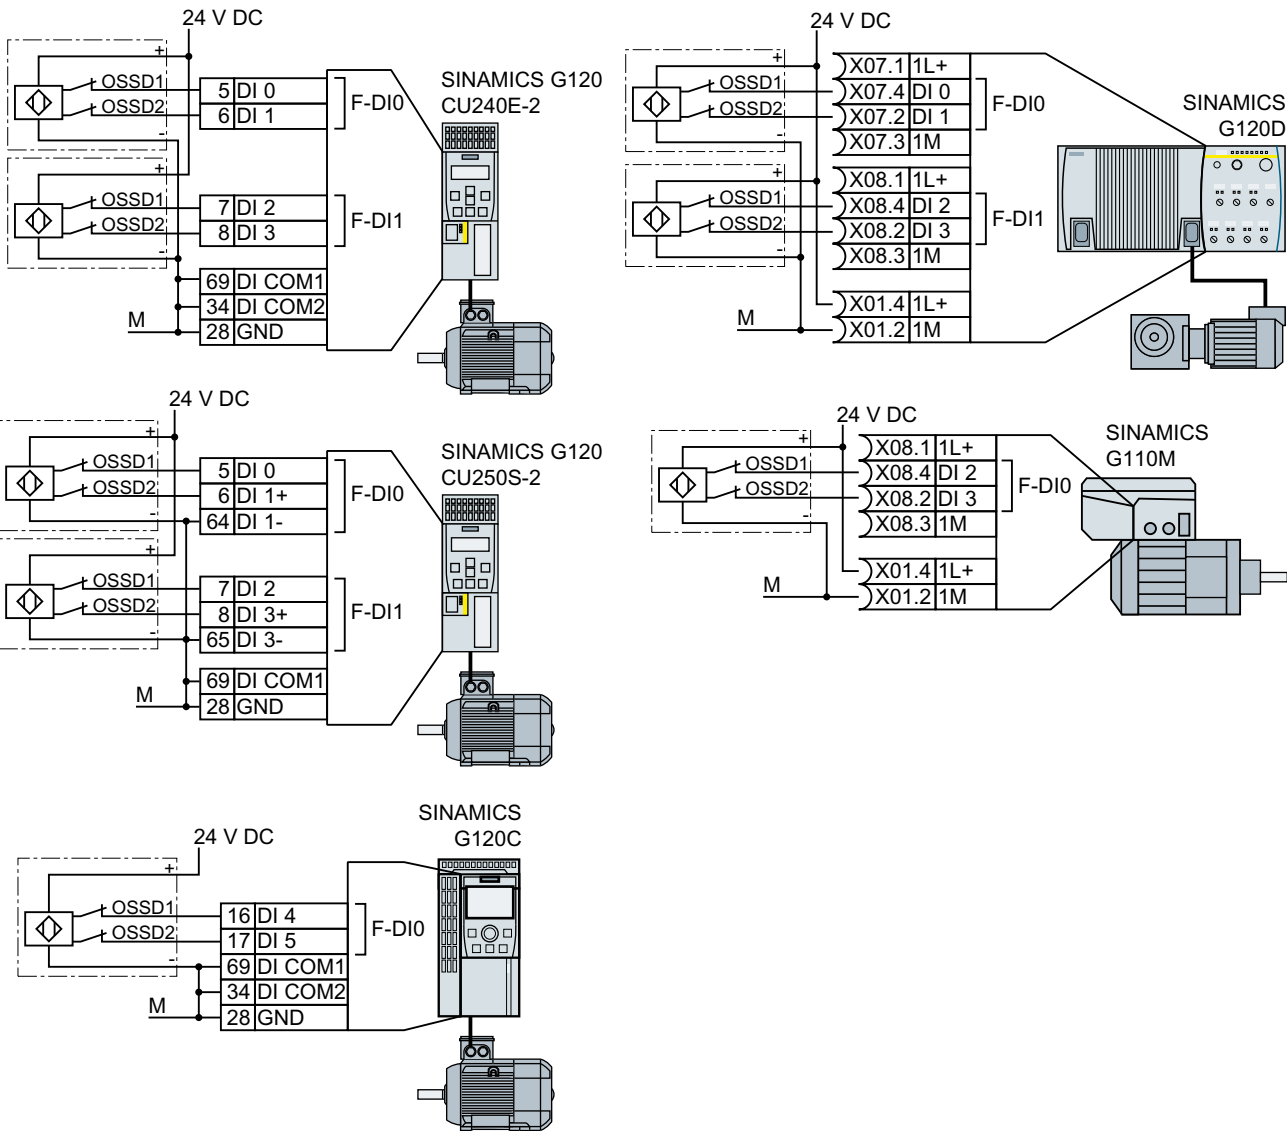 24 V DC
+
OSSD1
OSSD2
-
5 DI 0
6 DI 1
F-DI0
+
OSSD1
OSSD2
-
7 DI 2
8 DI 3
F-DI1
69 DI COM1
34 DI COM2
28 GND
M
SINAMICS G120
CU240E-2
24 V DC
+
OSSD1
OSSD2
-
X07.1 1L+
X07.4 DI 0
X07.2 DI 1
X07.3 1M
F-DI0
+
OSSD1
OSSD2
-
X08.1 1L+
X08.4 DI 2
X08.2 DI 3
X08.3 1M
F-DI1
X01.4 1L+
X01.2 1M
M
SINAMICS
G120D
24 V DC
+
OSSD1
OSSD2
-
5 DI 0
6 DI 1+
64 DI 1-
F-DI0
+
OSSD1
OSSD2
-
7 DI 2
8 DI 3+
65 DI 3-
F-DI1
69 DI COM1
28 GND
M
SINAMICS G120
CU250S-2
24 V DC
+
OSSD1
OSSD2
-
X08.1 1L+
X08.4 DI 2
X08.2 DI 3
X08.3 1M
F-DI0
X01.4 1L+
X01.2 1M
M
SINAMICS
G110M
24 V DC
+
OSSD1
OSSD2
-
16 DI 4
17 DI 5
F-DI0
69 DI COM1
34 DI COM2
28 GND
M
SINAMICS
G120C